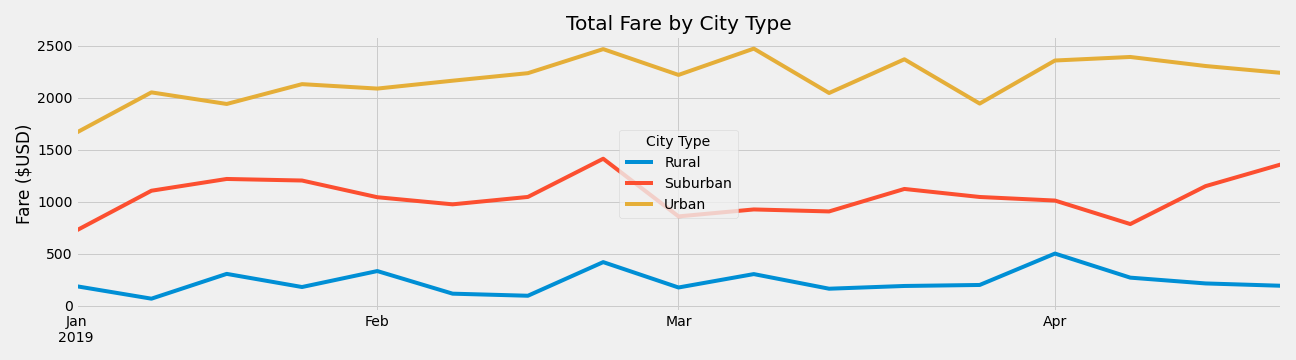 Total Fare by City Type
Fare ($USD)
2500
2000
1500
1000
500
0
City Type
Rural
Suburban
Urban
Jan
2019
Feb
Mar
Apr